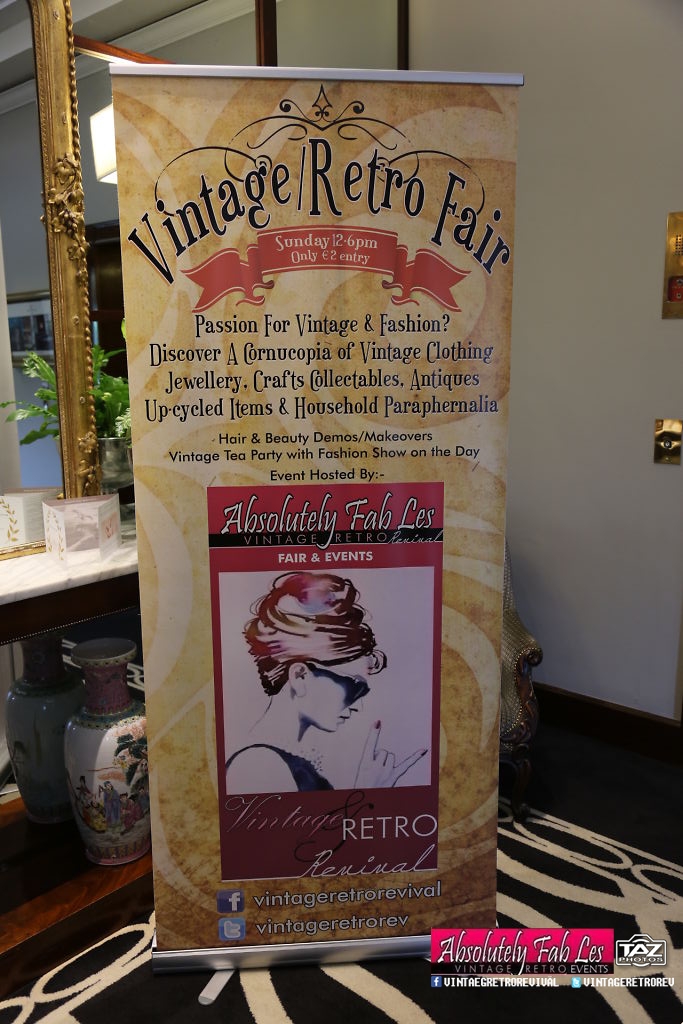 Vintage/Retro Fair
Sunday 12-6pm
Only €2 entry
Passion For Vintage & Fashion?
Discover A Cornucopia of Vintage Clothing
Jewellery, Crafts Collectables, Antiques
Up-cycled Items & Household Paraphernalia
Hair & Beauty Demos/Makeovers
Vintage Tea Party with Fashion Show on the Day
Event Hosted By:-
Absolutely Fab Les
VINTAGE RETRO Revival
FAIR & EVENTS
Vintage & RETRO
Revival
f vintageretrorevival
t vintageretrorev
Absolutely Fab Les
VINTAGE RETRO EVENTS
TAZ
PHOTOS
f VINTAEGRETROREVIVAL t VINTAGERETROREV